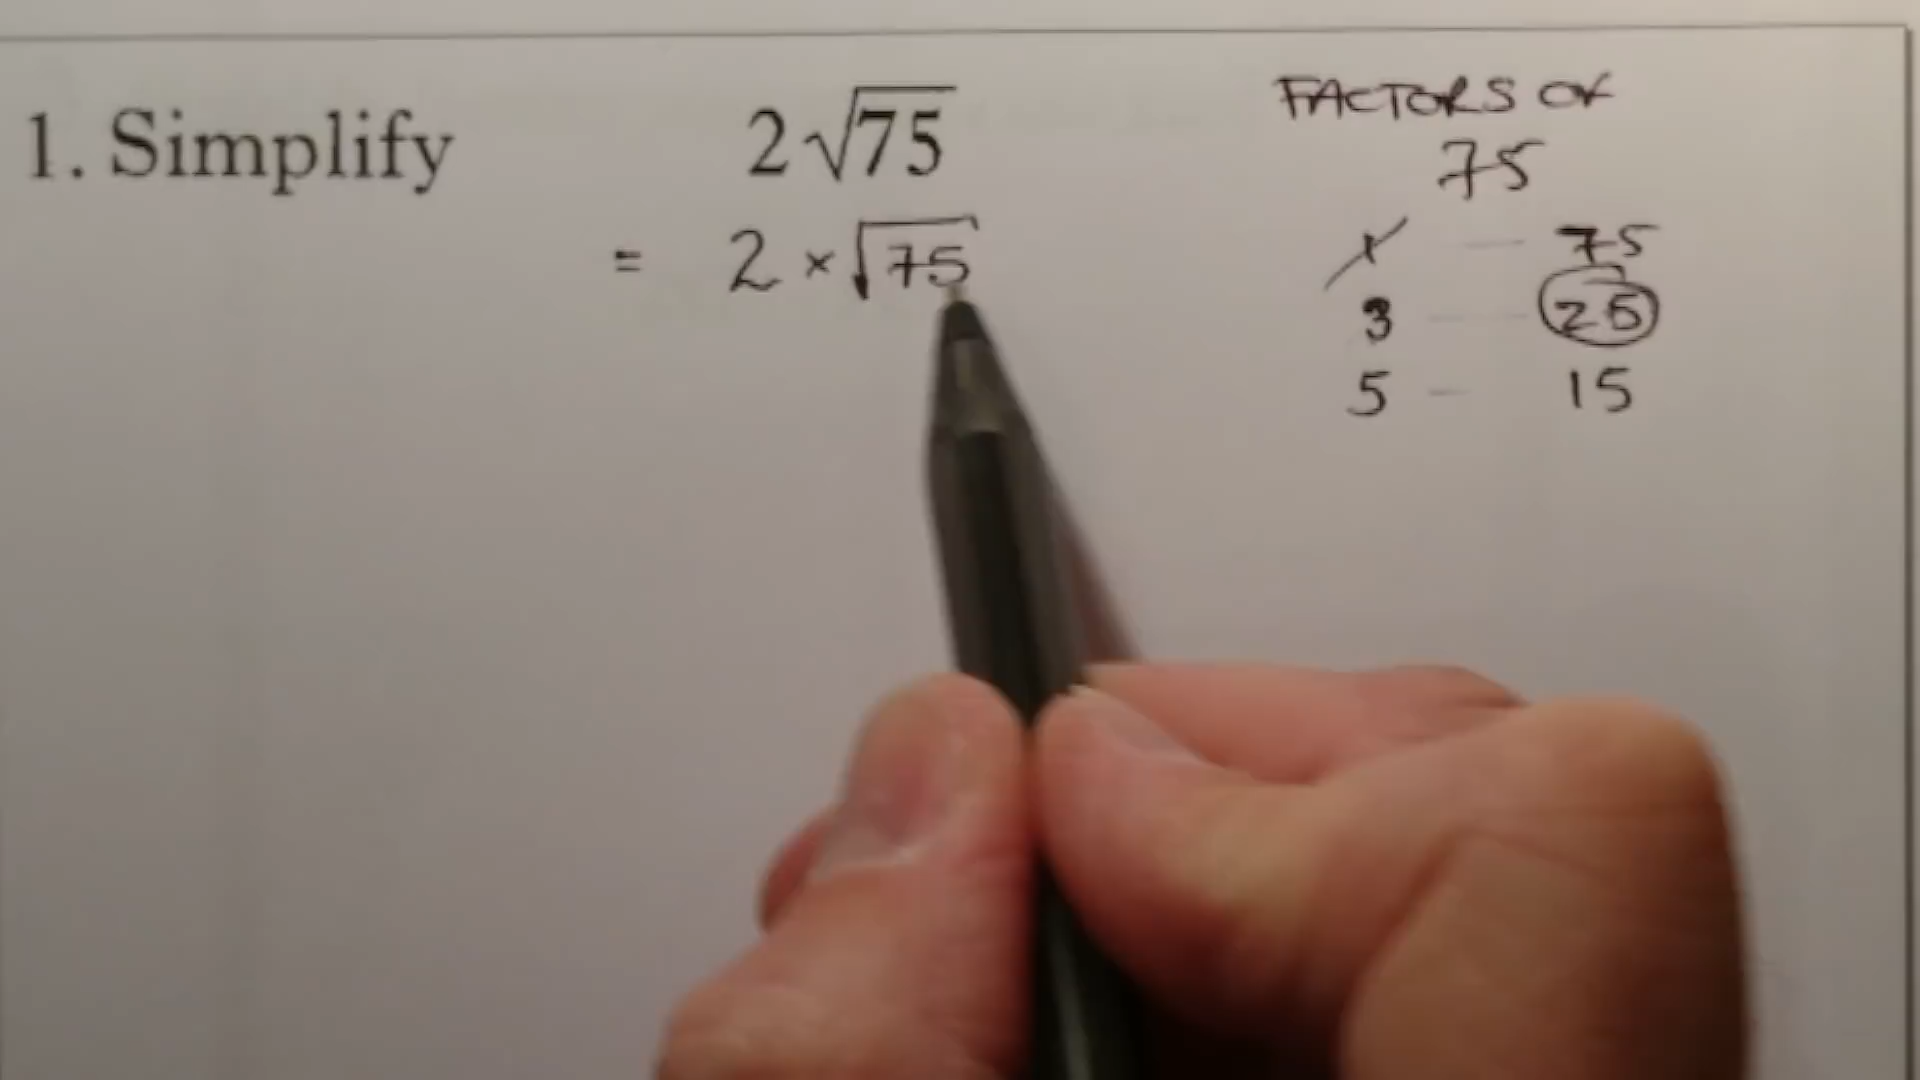 1. Simplify 2√75
= 2 × √75
FACTORS OF
75
1 — 75
3 — 25
5 — 15